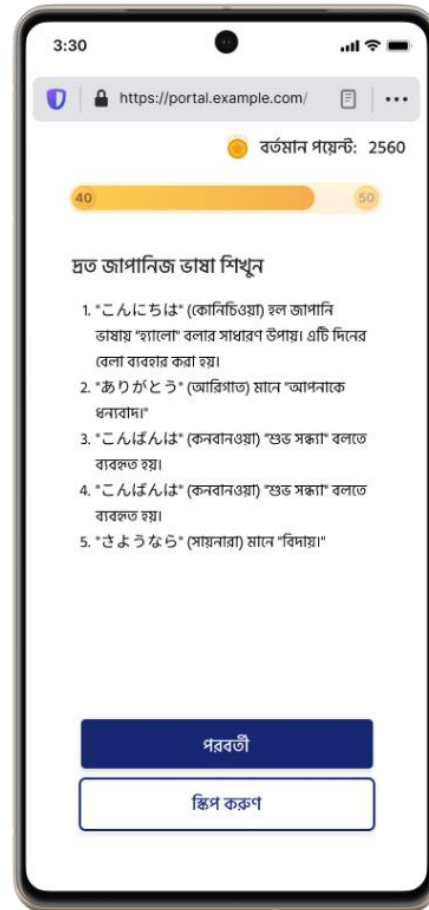 3:30
https://portal.example.com/
বর্তমান পয়েন্ট: 2560
40 50
দ্রুত জাপানিজ ভাষা শিখুন
1. "こんにちは" (কোনিচিওয়া) হল জাপানি
ভাষায় "হ্যালো" বলার সাধারণ উপায়। এটি দিনের
বেলা ব্যবহার করা হয়।
2. "ありがとう" (আরিগাত) মানে "আপনাকে
ধন্যবাদ।"
3. "こんばんは" (কনবানওয়া) "শুভ সন্ধ্যা" বলতে
ব্যবহৃত হয়।
4. "こんばんは" (কনবানওয়া) "শুভ সন্ধ্যা" বলতে
ব্যবহৃত হয়।
5. "さようなら" (সায়নারা) মানে "বিদায়।"
পরবর্তী
স্কিপ করুণ